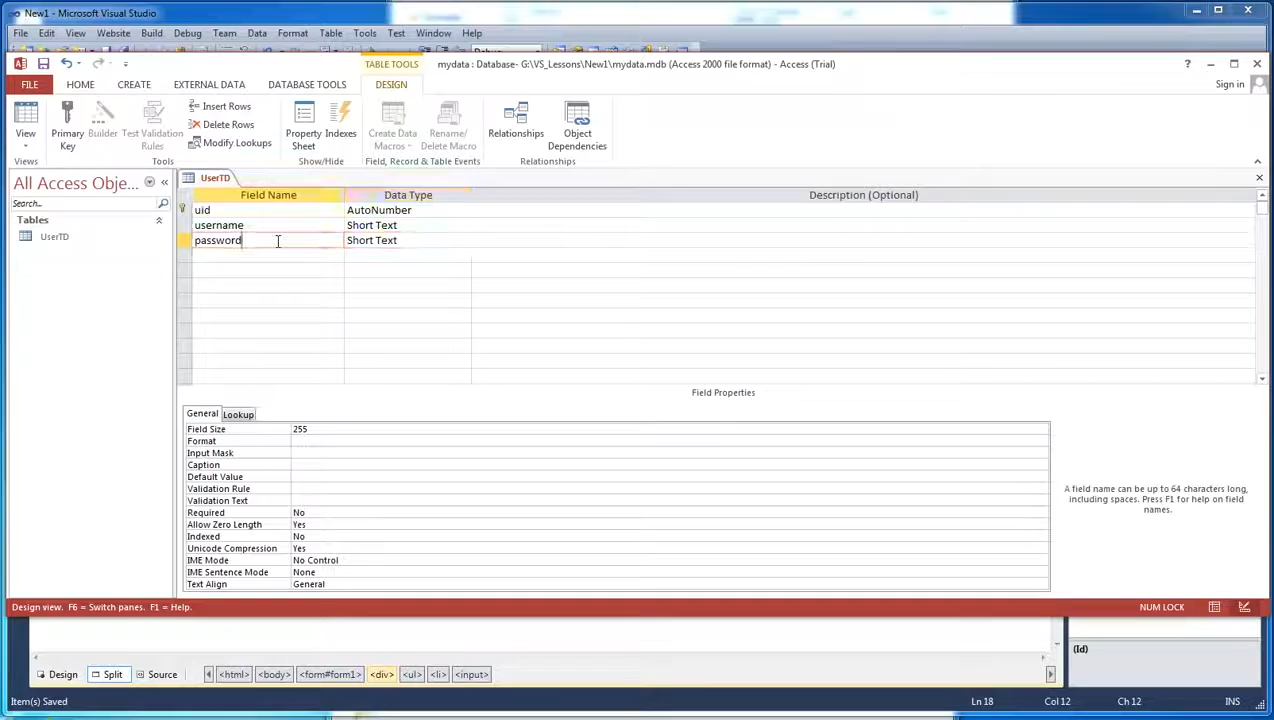 New1 - Microsoft Visual Studio
File Edit View Website Build Debug Team Data Format Table Tools Test Window Help
TABLE TOOLS
mydata : Database- G:\VS_Lessons\New1\mydata.mdb (Access 2000 file format) - Access (Trial)
FILE HOME CREATE EXTERNAL DATA DATABASE TOOLS DESIGN Sign in
View
Primary Key
Builder
Test Validation Rules
Insert Rows
Delete Rows
Modify Lookups
Property Sheet
Indexes
Create Data Macros
Rename/ Delete Macro
Relationships
Object Dependencies
Views Tools Show/Hide Field, Record & Table Events Relationships
All Access Obje...
Search...
Tables
UserTD
UserTD
Field Name Data Type Description (Optional)
uid AutoNumber
username Short Text
password Short Text
Field Properties
General Lookup
Field Size 255
Format
Input Mask
Caption
Default Value
Validation Rule
Validation Text
Required No
Allow Zero Length Yes
Indexed No
Unicode Compression Yes
IME Mode No Control
IME Sentence Mode None
Text Align General
A field name can be up to 64 characters long,
including spaces. Press F1 for help on field
names.
Design view. F6 = Switch panes. F1 = Help. NUM LOCK
(Id)
Design Split Source <html> <body> <form#form1> <div> <ul> <li> <input>
Item(s) Saved Ln 18 Col 12 Ch 12 INS